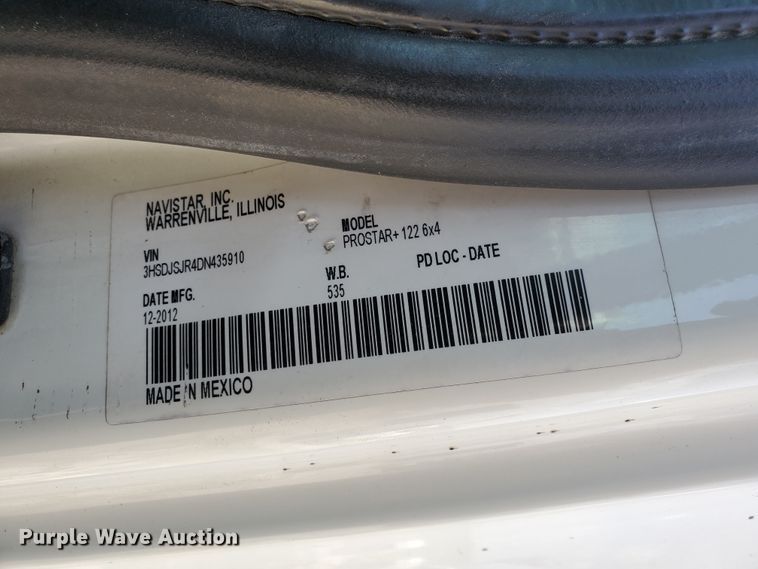 NAVISTAR, INC.
WARRENVILLE, ILLINOIS
MODEL
PROSTAR+ 122 6x4
VIN
3HSDJSJR4DN435910
W.B.
535
PD LOC - DATE
DATE MFG.
12-2012
MADE IN MEXICO
Purple Wave Auction